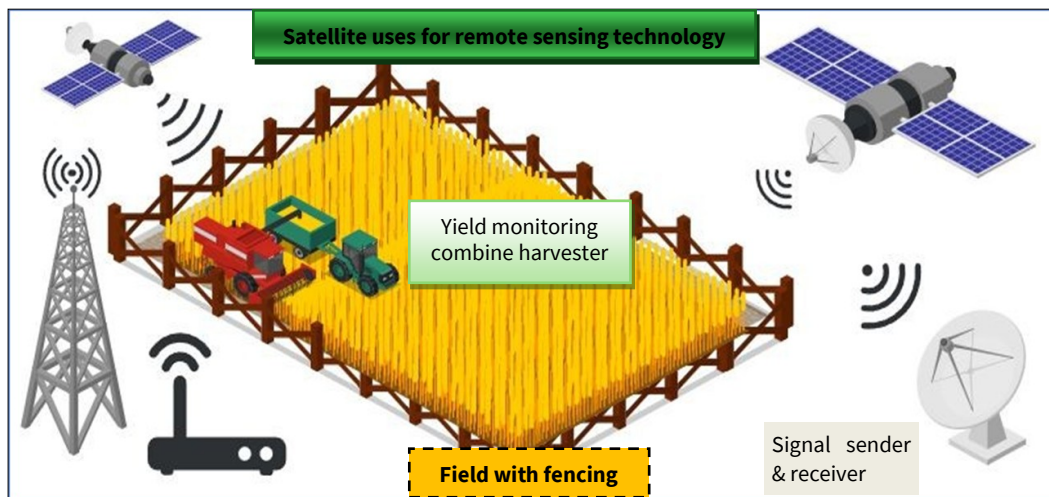 Satellite uses for remote sensing technology
Yield monitoring
combine harvester
Field with fencing
Signal sender
& receiver